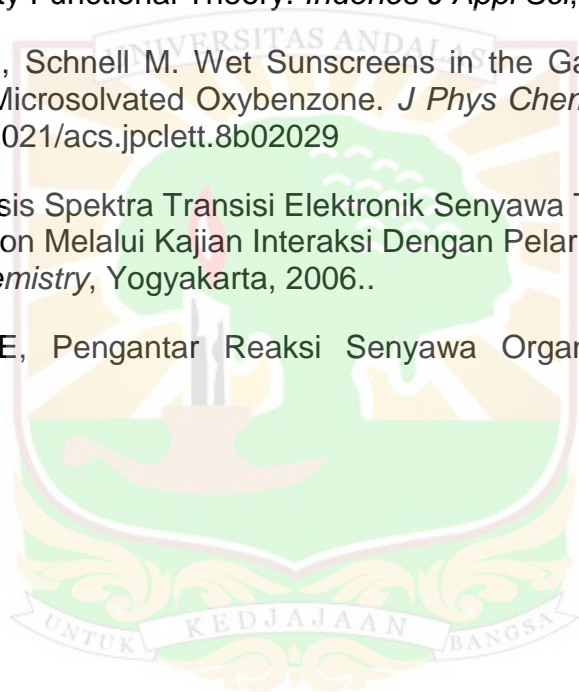 ity Functional Theory. Indones J Appl Sci,
UNIVERSITAS ANDALAS
., Schnell M. Wet Sunscreens in the Ga
Microsolvated Oxybenzone. J Phys Chem
021/acs.jpclett.8b02029
sis Spektra Transisi Elektronik Senyawa T
on Melalui Kajian Interaksi Dengan Pelar
emistry, Yogyakarta, 2006..
E, Pengantar Reaksi Senyawa Organ
UNTUK KEDJAJAAN BANGSA